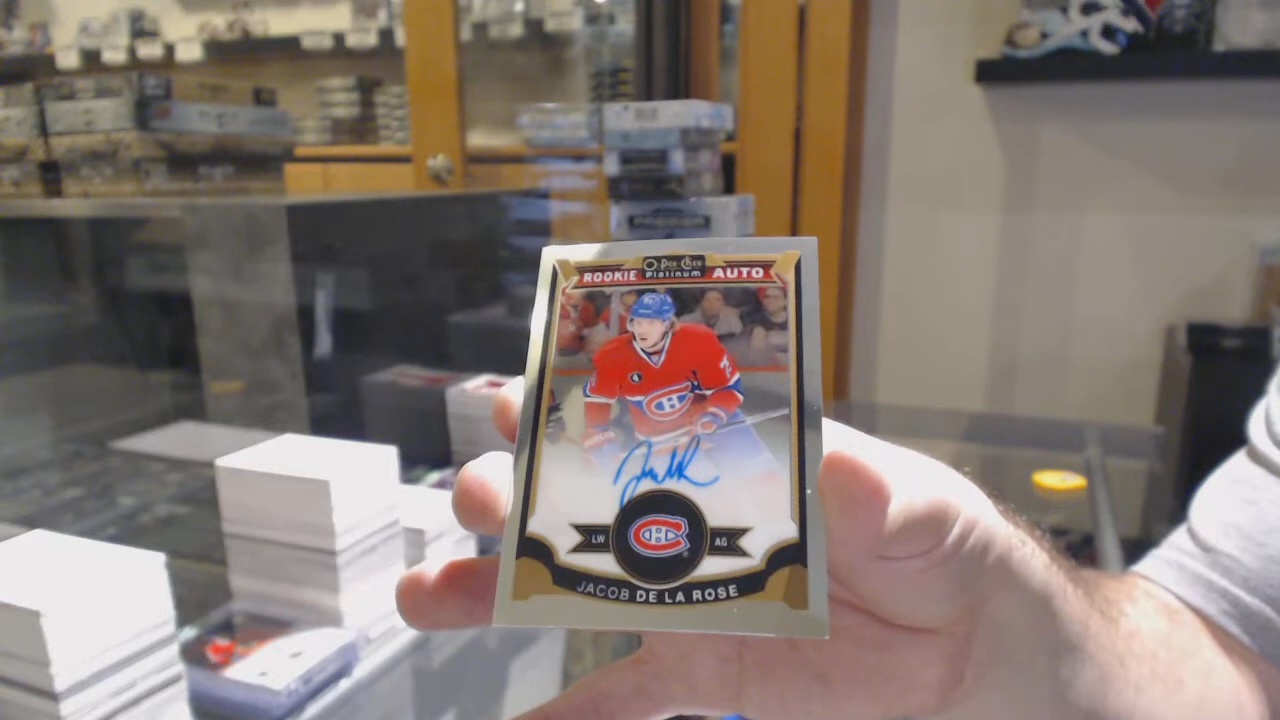 O-Pee-Chee
ROOKIE Platinum AUTO
LW AG
JACOB DE LA ROSE